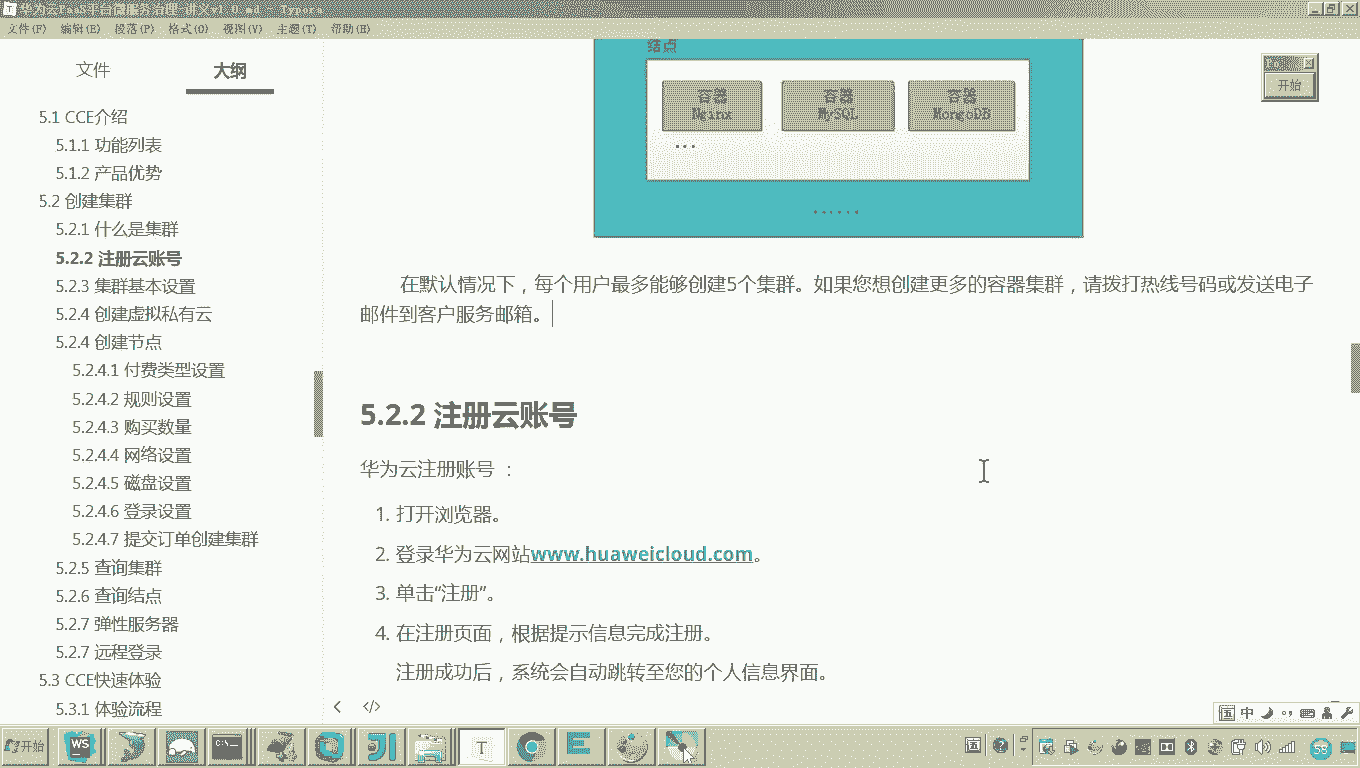 华为云PaaS平台微服务治理-讲义v1.0.md - Typora
文件(F) 编辑(E) 段落(P) 格式(O) 视图(V) 主题(T) 帮助(H)
文件 大纲
5.1 CCE介绍
5.1.1 功能列表
5.1.2 产品优势
5.2 创建集群
5.2.1 什么是集群
5.2.2 注册云账号
5.2.3 集群基本设置
5.2.4 创建虚拟私有云
5.2.4 创建节点
5.2.4.1 付费类型设置
5.2.4.2 规则设置
5.2.4.3 购买数量
5.2.4.4 网络设置
5.2.4.5 磁盘设置
5.2.4.6 登录设置
5.2.4.7 提交订单创建集群
5.2.5 查询集群
5.2.6 查询结点
5.2.7 弹性服务器
5.2.7 远程登录
5.3 CCE快速体验
5.3.1 体验流程
结点
容器 容器 容器
Nginx MySQL MongoDB
...
......
开始
在默认情况下，每个用户最多能够创建5个集群。如果您想创建更多的容器集群，请拨打热线号码或发送电子
邮件到客户服务邮箱。
5.2.2 注册云账号
华为云注册账号 ：
1. 打开浏览器。
2. 登录华为云网站www.huaweicloud.com。
3. 单击“注册”。
4. 在注册页面，根据提示信息完成注册。
注册成功后，系统会自动跳转至您的个人信息界面。
国 中
开始 WS C:\ T E 国 59